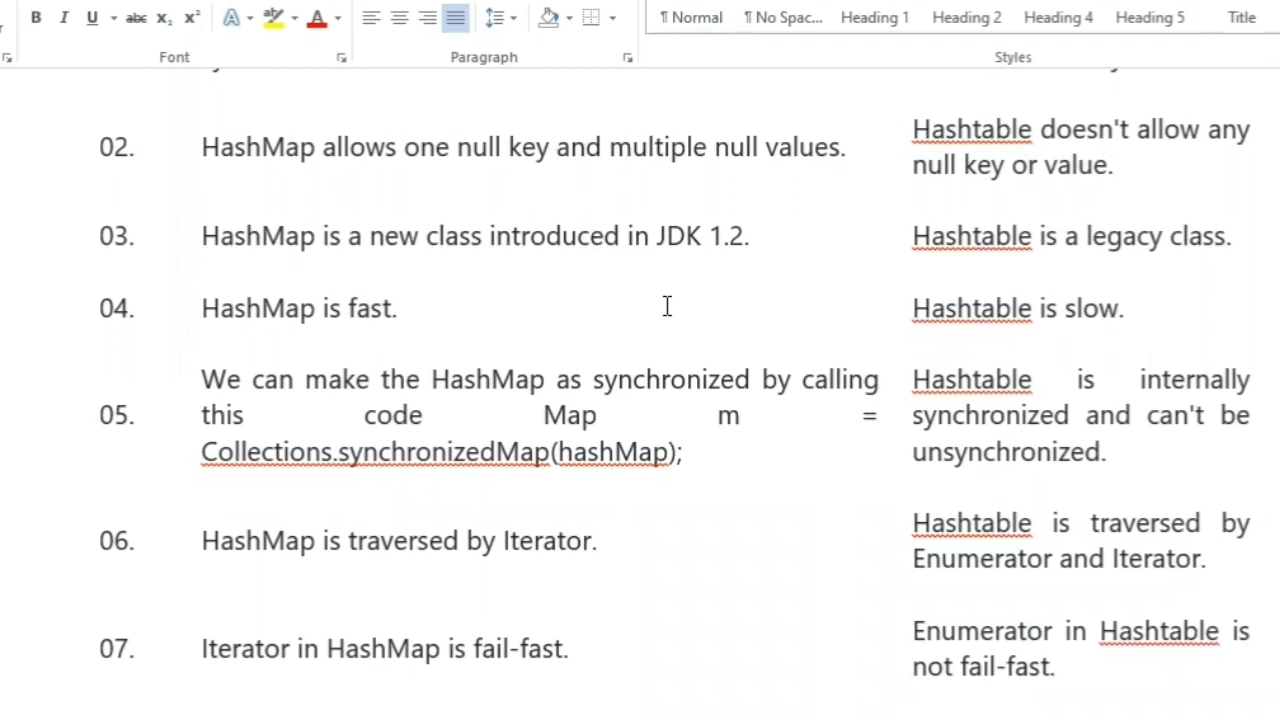 B I U abc x₂ x² A ab A
¶ Normal ¶ No Spac... Heading 1 Heading 2 Heading 4 Heading 5 Title
Font Paragraph Styles
02. HashMap allows one null key and multiple null values. Hashtable doesn't allow any
null key or value.
03. HashMap is a new class introduced in JDK 1.2. Hashtable is a legacy class.
04. HashMap is fast. Hashtable is slow.
We can make the HashMap as synchronized by calling Hashtable is internally
05. this code Map m = synchronized and can't be
Collections.synchronizedMap(hashMap); unsynchronized.
06. HashMap is traversed by Iterator. Hashtable is traversed by
Enumerator and Iterator.
07. Iterator in HashMap is fail-fast. Enumerator in Hashtable is
not fail-fast.